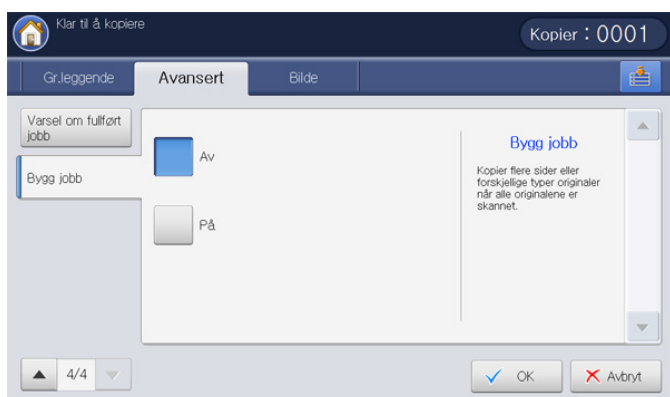 Klar til å kopiere
Kopier : 0001
Gr.leggende
Avansert
Bilde
Varsel om fullført
jobb
Bygg jobb
Av
På
Bygg jobb
Kopier flere sider eller
forskjellige typer originaler
når alle originalene er
skannet.
4/4
OK
Avbryt